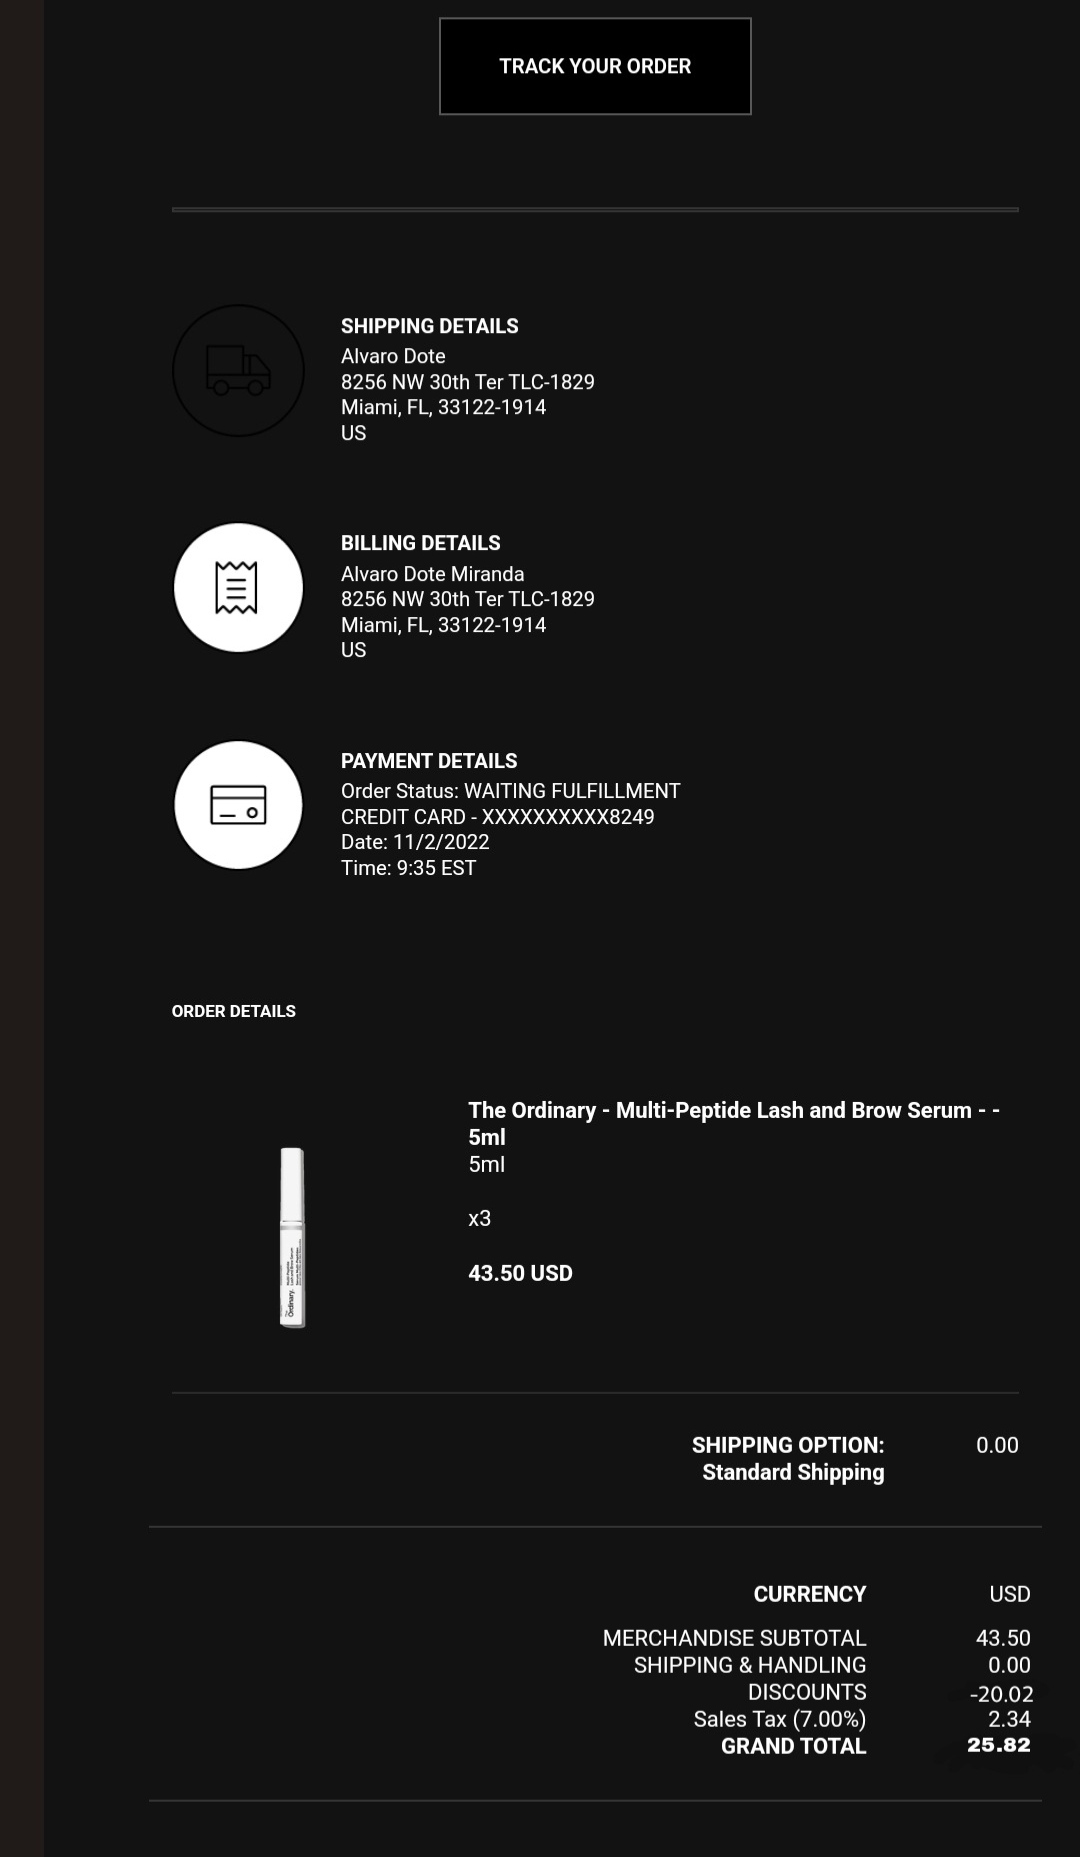 TRACK YOUR ORDER
SHIPPING DETAILS
Alvaro Dote
8256 NW 30th Ter TLC-1829
Miami, FL, 33122-1914
US
BILLING DETAILS
Alvaro Dote Miranda
8256 NW 30th Ter TLC-1829
Miami, FL, 33122-1914
US
PAYMENT DETAILS
Order Status: WAITING FULFILLMENT
CREDIT CARD - XXXXXXXXXX8249
Date: 11/2/2022
Time: 9:35 EST
ORDER DETAILS
The Ordinary - Multi-Peptide Lash and Brow Serum - -
5ml
5ml
x3
43.50 USD
Ordinary.
SHIPPING OPTION: 0.00
Standard Shipping
CURRENCY USD
MERCHANDISE SUBTOTAL 43.50
SHIPPING & HANDLING 0.00
DISCOUNTS -20.02
Sales Tax (7.00%) 2.34
GRAND TOTAL 25.82